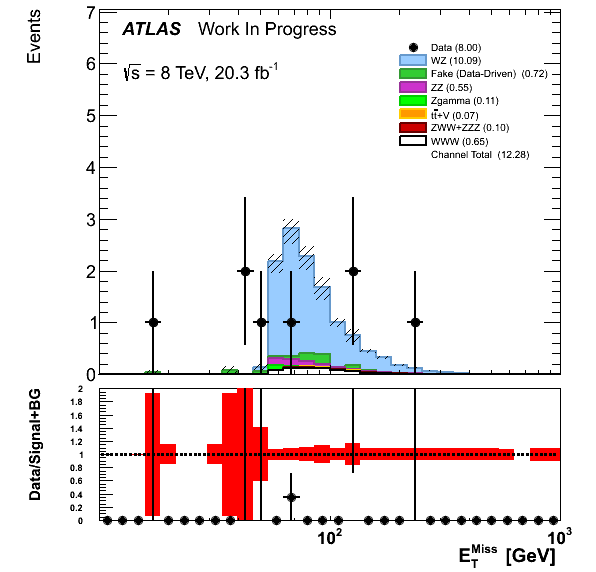 Events
7
6
5
4
3
2
1
0
ATLAS Work In Progress
√s = 8 TeV, 20.3 fb⁻¹
Data (8.00)
WZ (10.09)
Fake (Data-Driven) (0.72)
ZZ (0.55)
Zgamma (0.11)
tt̄+V (0.07)
ZWW+ZZZ (0.10)
WWW (0.65)
Channel Total (12.28)
Data/Signal+BG
2
1.8
1.6
1.4
1.2
1
0.8
0.6
0.4
0.2
0
10² 10³
E_T^Miss [GeV]